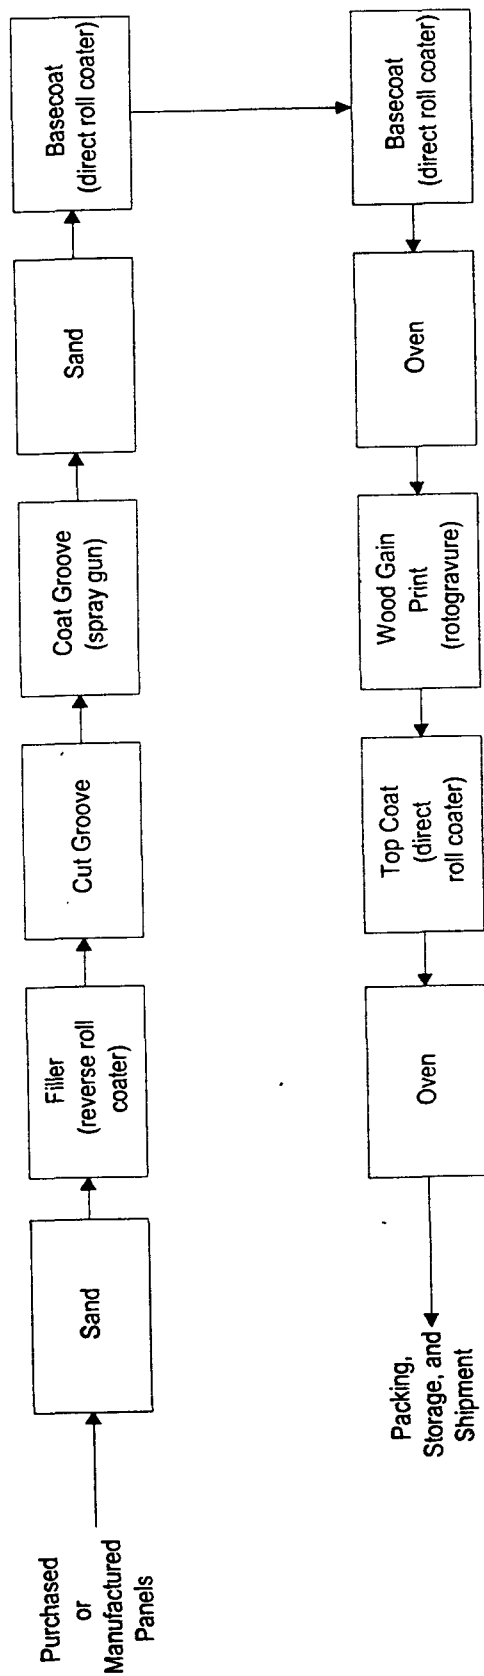 Purchased
or
Manufactured
Panels
Sand
Filler
(reverse roll
coater)
Cut Groove
Coat Groove
(spray gun)
Sand
Basecoat
(direct roll coater)
Basecoat
(direct roll coater)
Oven
Wood Gain
Print
(rotogravure)
Top Coat
(direct
roll coater)
Oven
Packing,
Storage, and
Shipment